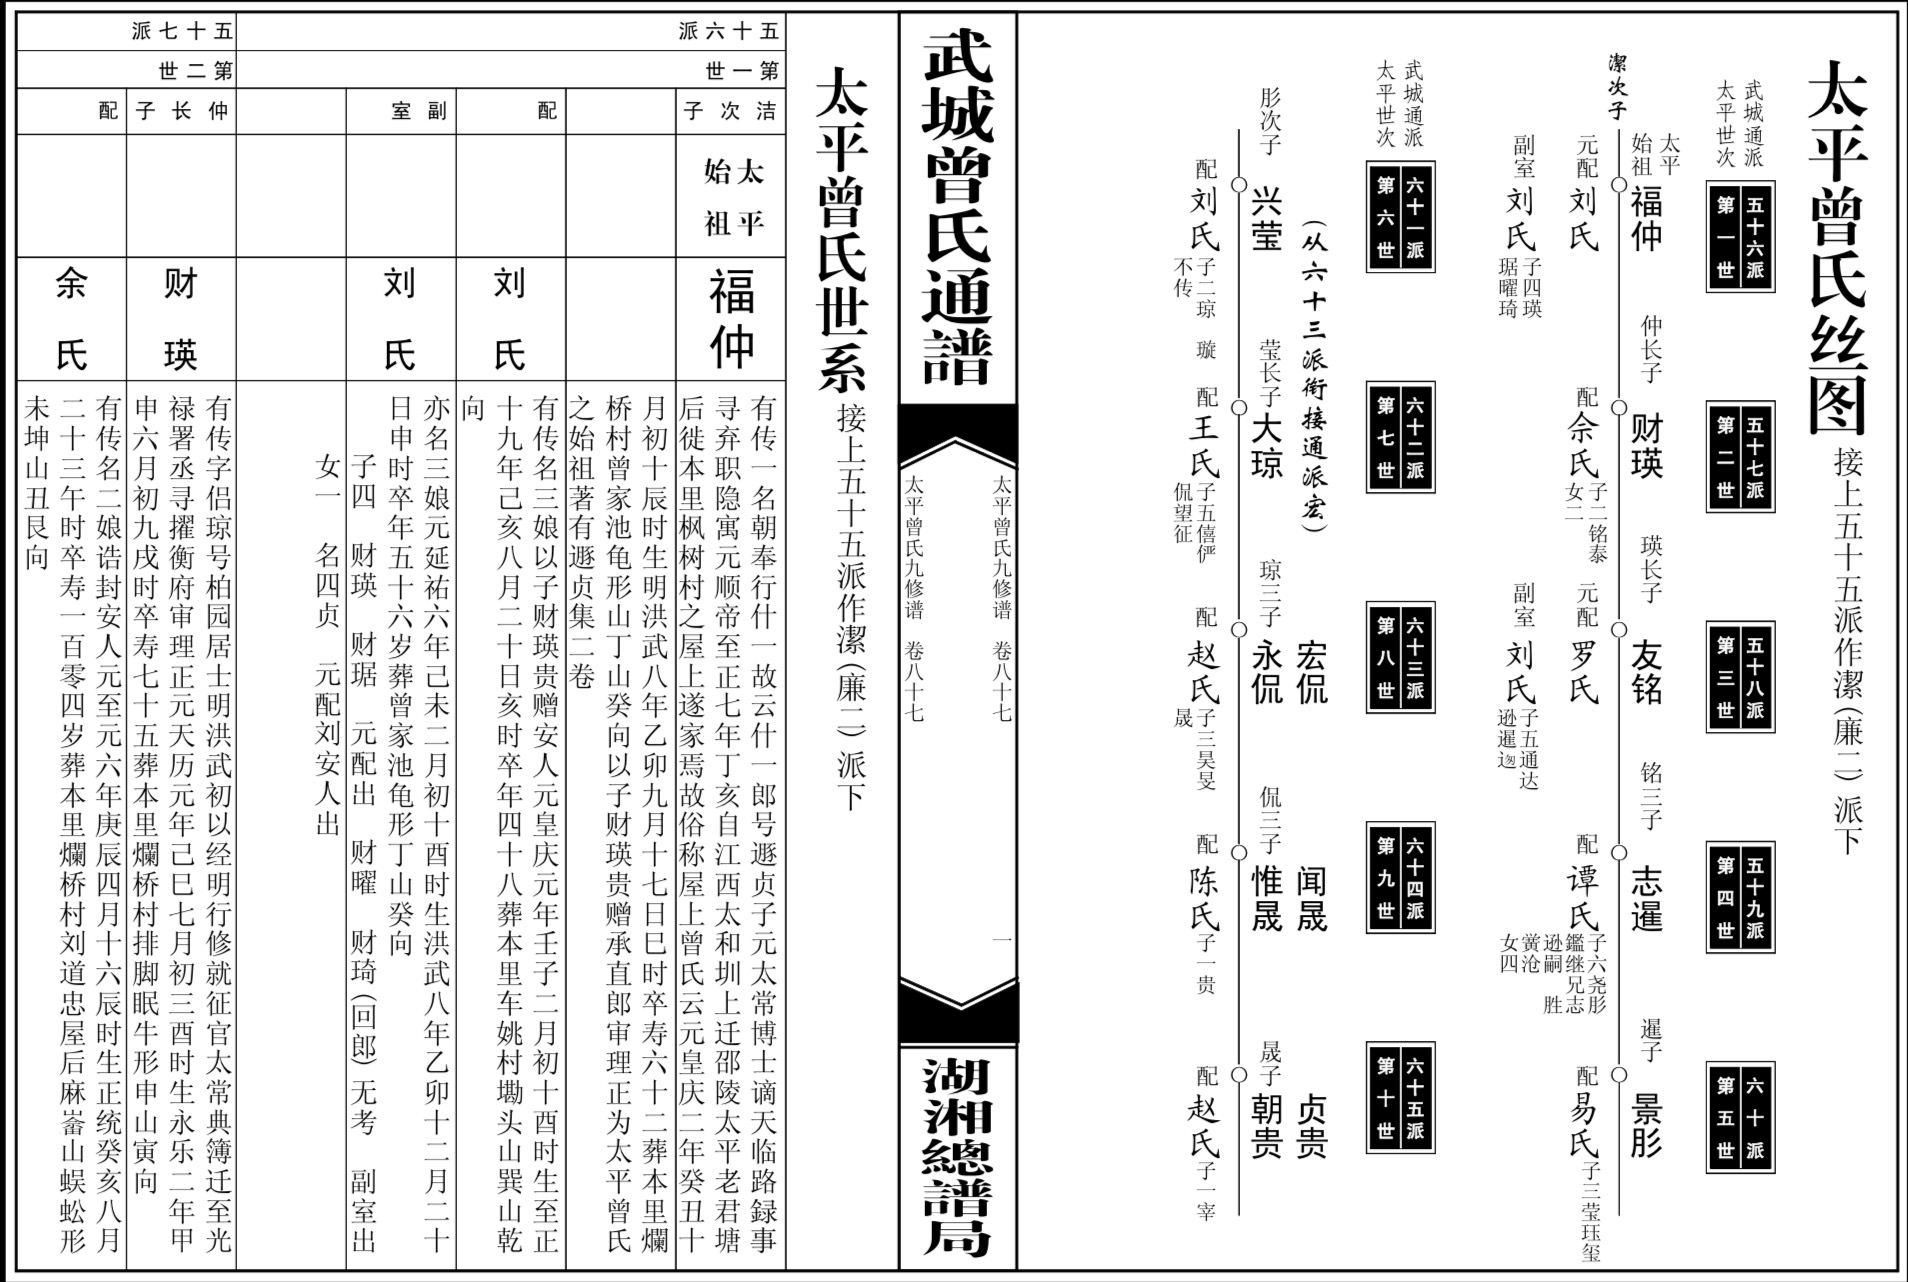 太平曾氏丝图
接上五十五派作潔（廉二）派下
武城通派
太平世次
五十六派
第一世
五十七派
第二世
五十八派
第三世
五十九派
第四世
六十派
第五世
潔次子
太平
始祖
福仲
元配
刘氏
副室
刘氏
子四瑛
琚曜琦
仲长子
财瑛
配
余氏
子二铭泰
女二
瑛长子
友铭
元配
罗氏
副室
刘氏
子五通达
逊暹迥
铭三子
志暹
配
谭氏
子六尧肜
鑑继兄志
逊嗣 胜
黉沧
女四
暹子
景肜
配
易氏
子三莹珏玺
武城通派
太平世次
六十一派
第六世
六十二派
第七世
六十三派
第八世
六十四派
第九世
六十五派
第十世
（从六十三派衔接通派宏）
肜次子
兴莹
配
刘氏
子二琼 璇
不传
莹长子
大琼
配
王氏
子五僖俨
侃望征
琼三子
宏侃
永侃
配
赵氏
子三昊旻
晟
侃三子
闻晟
惟晟
配
陈氏
子一贵
晟子
贞贵
朝贵
配
赵氏
子一宰
武城曾氏通譜
太平曾氏九修谱 卷八十七
一
太平曾氏九修谱 卷八十七
湖湘總譜局
太平曾氏世系
接上五十五派作潔（廉二）派下
五十六派
第一世
洁次子
太平
始祖
福仲
有传一名朝奉行什一故云什一郎号遯贞子元太常博士谪天临路録事
寻弃职隐寓元顺帝至正七年丁亥自江西太和圳上迁邵陵太平老君塘
后徙本里枫树村之屋上遂家焉故俗称屋上曾氏云元皇庆二年癸丑十
月初十辰时生明洪武八年乙卯九月十七日巳时卒寿六十二葬本里爛
桥村曾家池龟形山丁山癸向以子财瑛贵赠承直郎审理正为太平曾氏
之始祖著有遯贞集二卷
配
刘氏
有传名三娘以子财瑛贵赠安人元皇庆元年壬子二月初十酉时生至正
十九年己亥八月二十日亥时卒年四十八葬本里车姚村塅头山巽山乾
向
副室
刘氏
亦名三娘元延祐六年己未二月初十酉时生洪武八年乙卯十二月二十
日申时卒年五十六岁葬曾家池龟形丁山癸向
子四 财瑛 财琚 元配出 财曜 财琦（回郎）无考 副室出
女一 名四贞 元配刘安人出
五十七派
第二世
仲长子
财瑛
有传字侣琼号柏园居士明洪武初以经明行修就征官太常典簿迁至光
禄署丞寻擢衡府审理正元天历元年己巳七月初三酉时生永乐二年甲
申六月初九戌时卒寿七十五葬本里爛桥村排脚眠牛形申山寅向
配
余氏
有传名二娘诰封安人元至元六年庚辰四月十六辰时生正统癸亥八月
二十三午时卒寿一百零四岁葬本里爛桥村刘道忠屋后麻崙山蜈蚣形
未坤山丑艮向